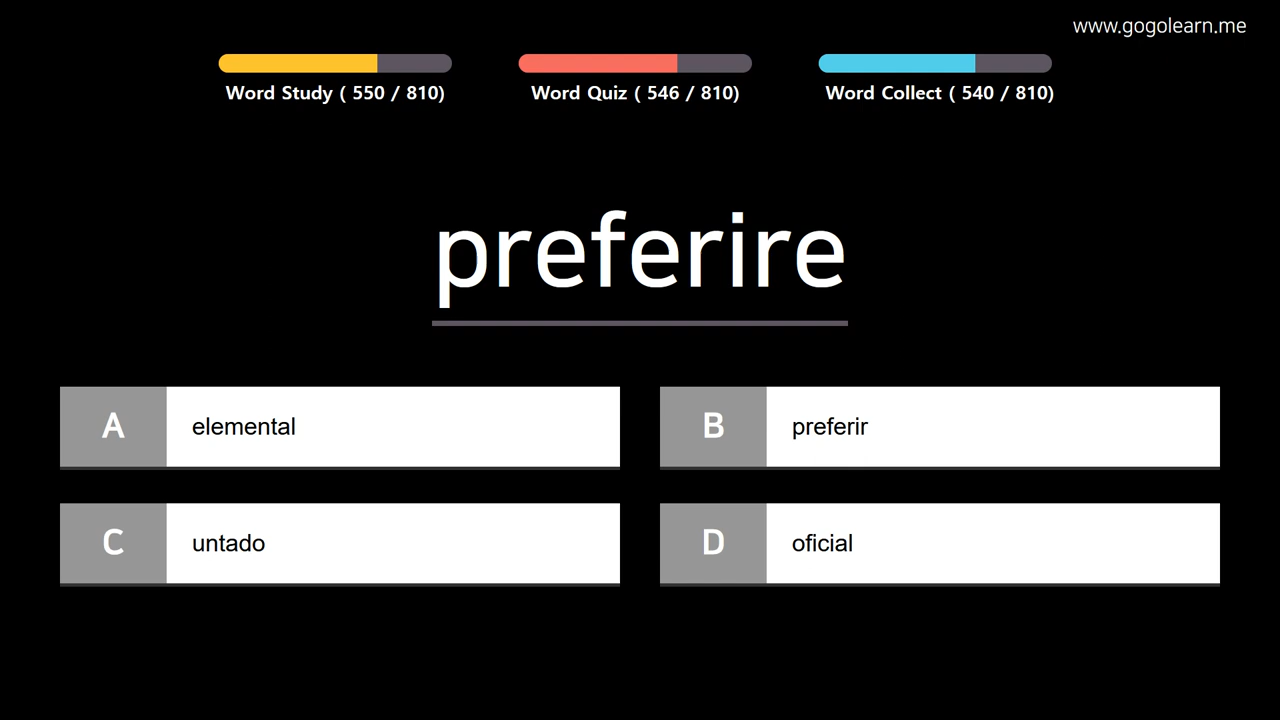 www.gogolearn.me
Word Study ( 550 / 810)
Word Quiz ( 546 / 810)
Word Collect ( 540 / 810)
preferire
A elemental
B preferir
C untado
D oficial